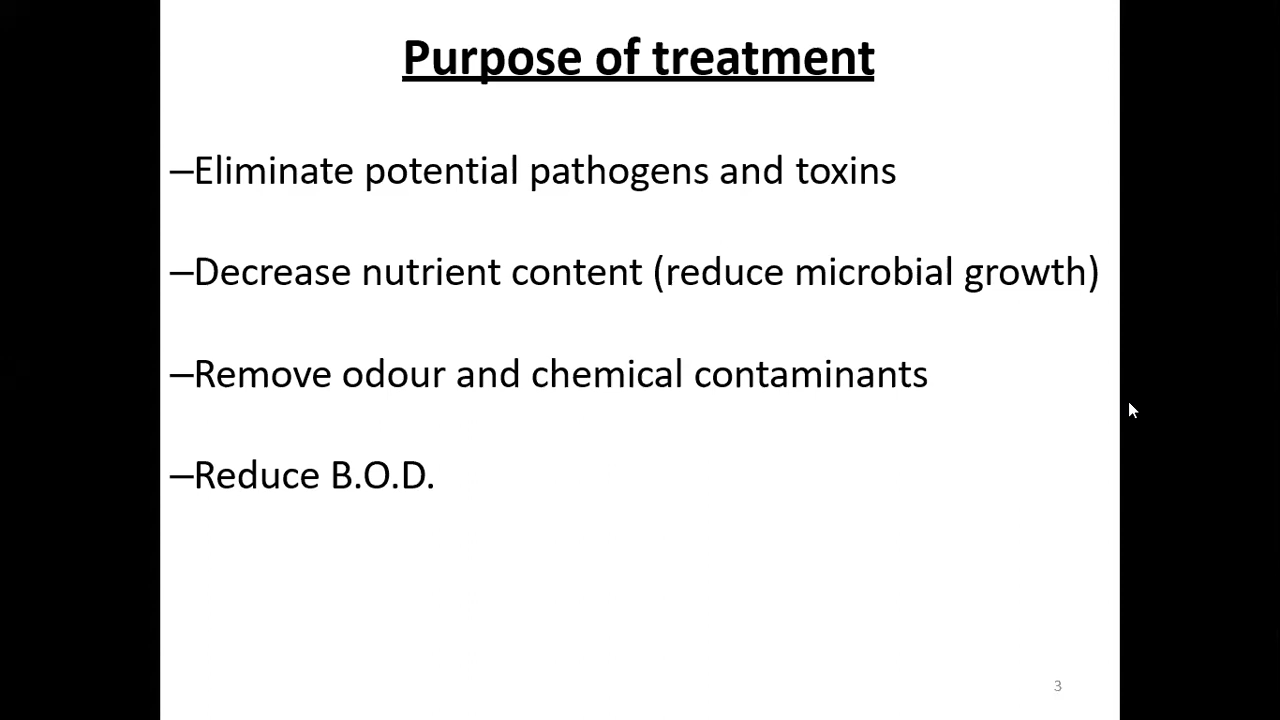 Purpose of treatment
–Eliminate potential pathogens and toxins
–Decrease nutrient content (reduce microbial growth)
–Remove odour and chemical contaminants
–Reduce B.O.D.
3